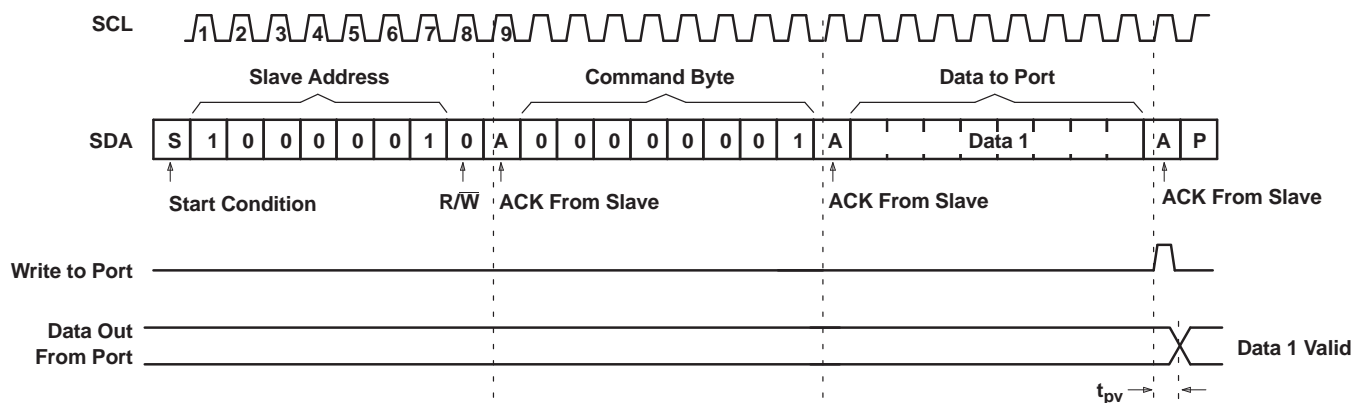 SCL
1 2 3 4 5 6 7 8 9
Slave Address Command Byte Data to Port
SDA S 1 0 0 0 0 0 1 0 A 0 0 0 0 0 0 0 1 A Data 1 A P
Start Condition R/W̅ ACK From Slave ACK From Slave ACK From Slave
Write to Port
Data Out
From Port
Data 1 Valid
tpv